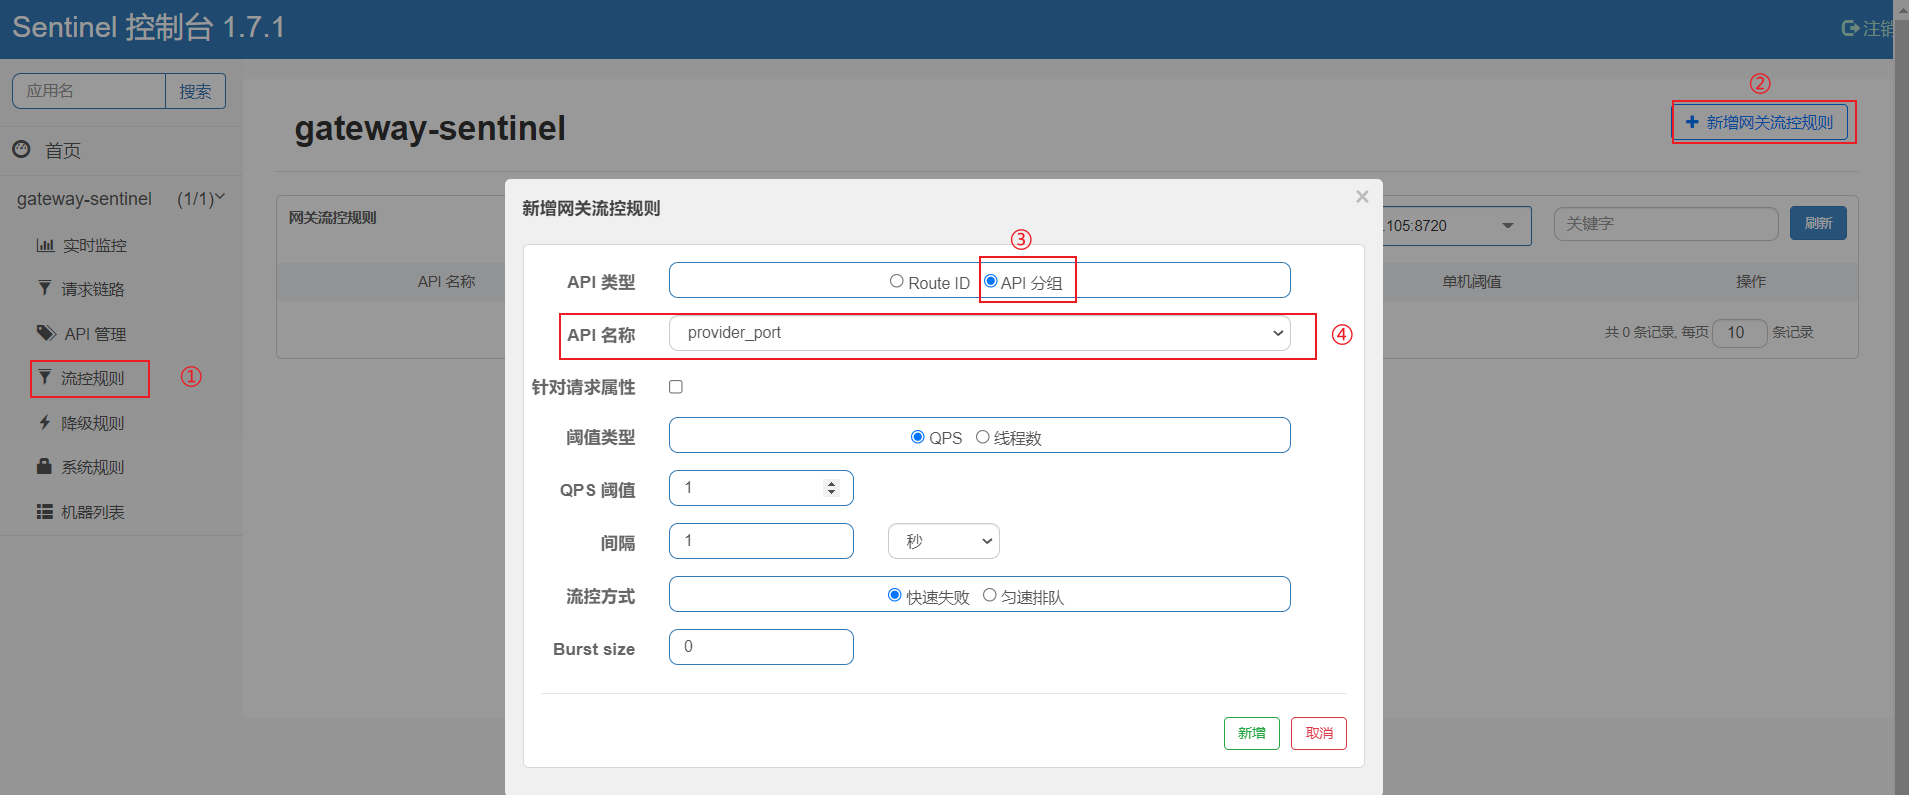 Sentinel 控制台 1.7.1
注销
应用名
搜索
②
gateway-sentinel
新增网关流控规则
首页
gateway-sentinel (1/1)
实时监控
请求链路
API 管理
流控规则
①
降级规则
系统规则
机器列表
网关流控规则
.105:8720
关键字
刷新
API 名称
单机阈值
操作
共 0 条记录, 每页 10 条记录
新增网关流控规则
×
③
API 类型
Route ID
API 分组
API 名称
provider_port
④
针对请求属性
阈值类型
QPS
线程数
QPS 阈值
1
间隔
1
秒
流控方式
快速失败
匀速排队
Burst size
0
新增
取消